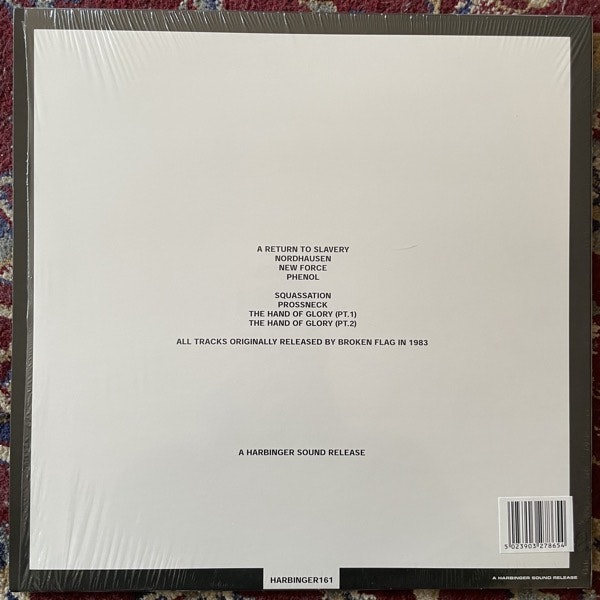 A RETURN TO SLAVERY
NORDHAUSEN
NEW FORCE
PHENOL
SQUASSATION
PROSSNECK
THE HAND OF GLORY (PT.1)
THE HAND OF GLORY (PT.2)
ALL TRACKS ORIGINALLY RELEASED BY BROKEN FLAG IN 1983
A HARBINGER SOUND RELEASE
5 023903 278654
HARBINGER161
A HARBINGER SOUND RELEASE